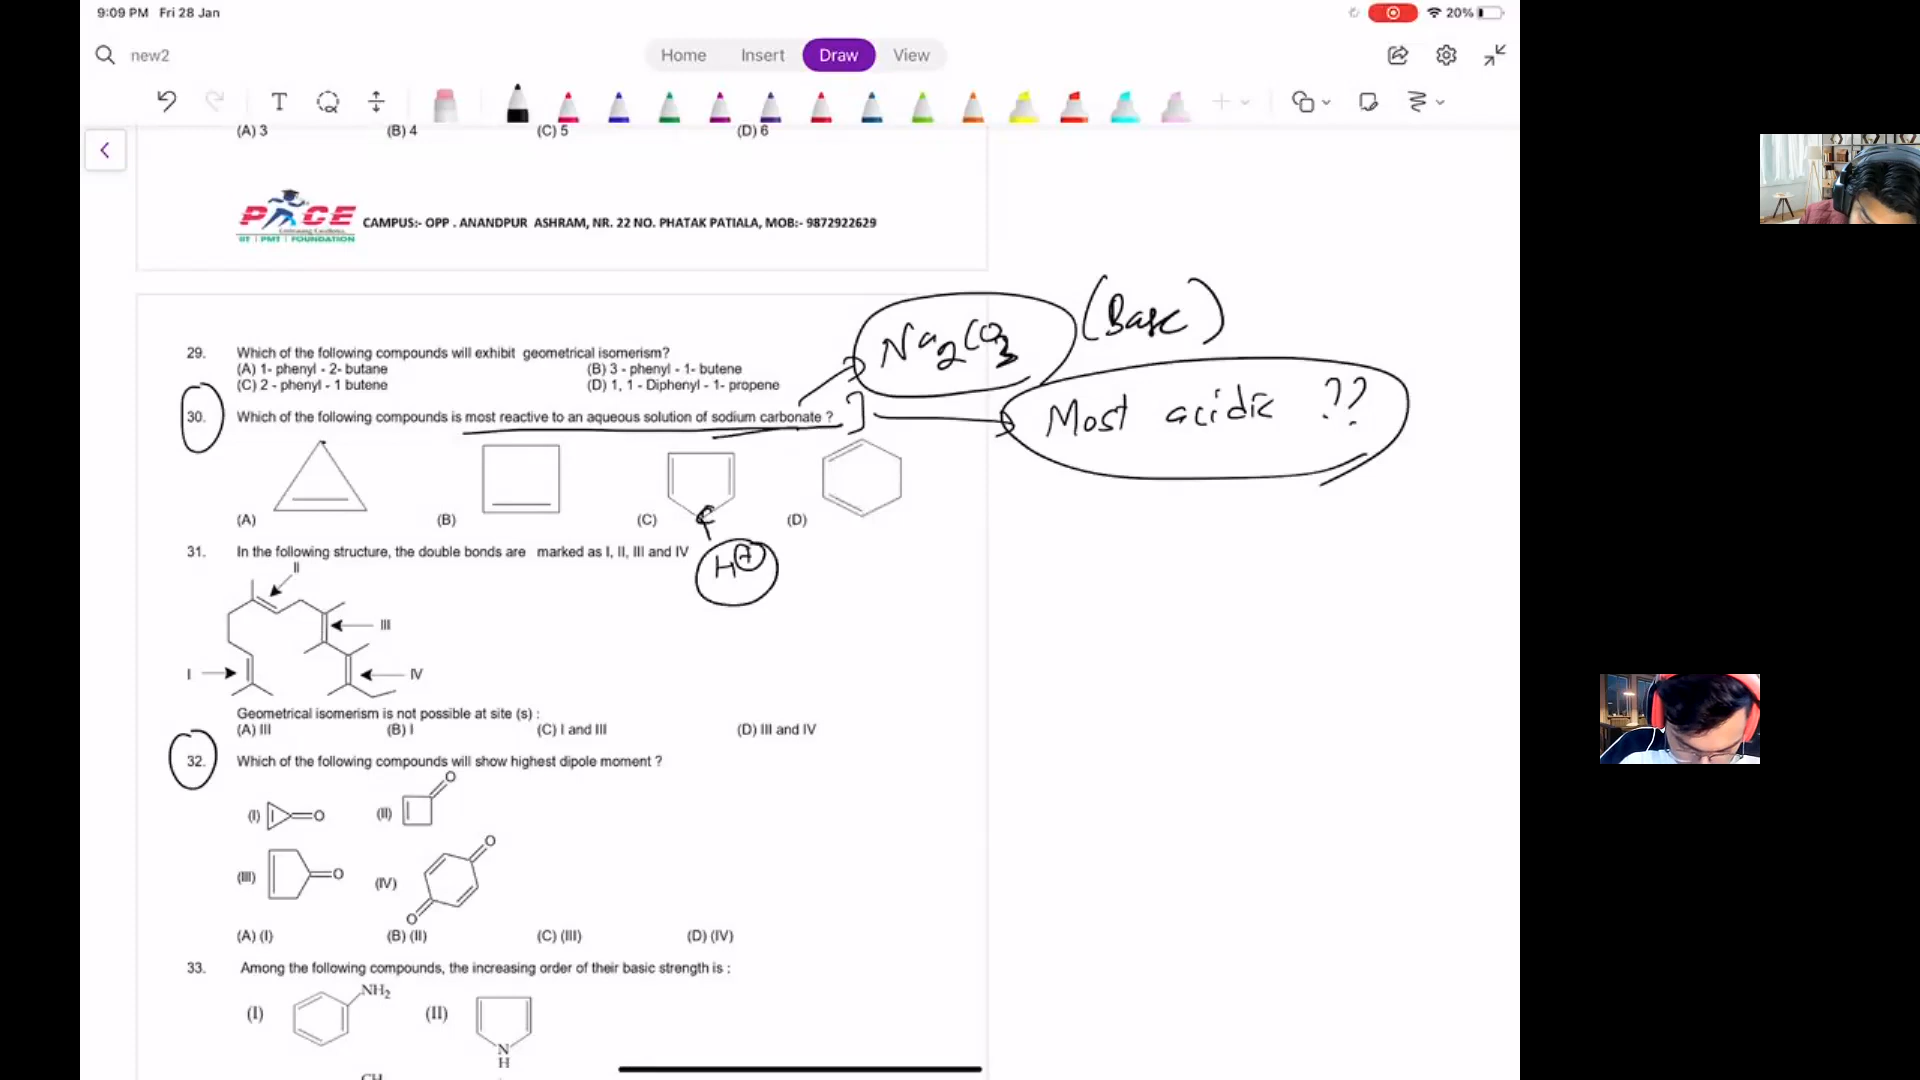 9:09 PM Fri 28 Jan
20%
new2
Home Insert Draw View
(A) 3 (B) 4 (C) 5 (D) 6
PACE
IIT | PMT | FOUNDATION
CAMPUS:- OPP . ANANDPUR ASHRAM, NR. 22 NO. PHATAK PATIALA, MOB:- 9872922629
Na2CO3 (Base)
29. Which of the following compounds will exhibit geometrical isomerism?
(A) 1- phenyl - 2- butane (B) 3 - phenyl - 1- butene
(C) 2 - phenyl - 1 butene (D) 1, 1 - Diphenyl - 1- propene
30. Which of the following compounds is most reactive to an aqueous solution of sodium carbonate ?
Most acidic ??
(A) (B) (C) (D)
H+
31. In the following structure, the double bonds are marked as I, II, III and IV
II
III
I IV
Geometrical isomerism is not possible at site (s) :
(A) III (B) I (C) I and III (D) III and IV
32. Which of the following compounds will show highest dipole moment ?
(I) O (II) O
(III) O (IV) O O
(A) (I) (B) (II) (C) (III) (D) (IV)
33. Among the following compounds, the increasing order of their basic strength is :
(I) NH2 (II) N H